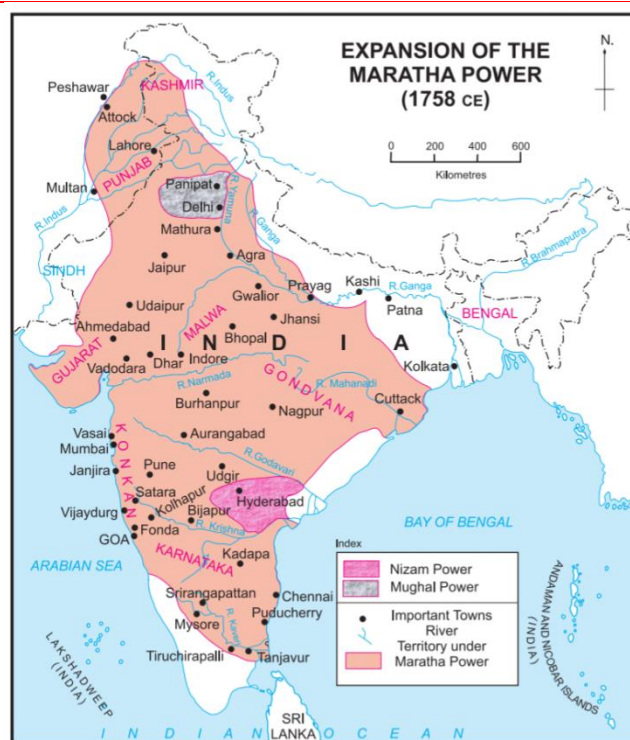 EXPANSION OF THE
MARATHA POWER
(1758 CE)
N.
0 200 400 600
Kilometres
Peshawar
KASHMIR
R.Indus
Attock
Lahore
PUNJAB
Multan
Panipat
R.Yamuna
R.Indus
Delhi
R.Ganga
Mathura
SINDH
Jaipur
Agra
R.Brahmaputra
Gwalior
Prayag
Kashi
R.Ganga
Patna
Udaipur
MALWA
Jhansi
BENGAL
Ahmedabad
Bhopal
INDIA
GUJARAT
Vadodara
Dhar
Indore
Kolkata
R.Narmada
GONDVANA
R. Mahanadi
Burhanpur
Nagpur
Cuttack
KONKAN
Vasai
Mumbai
Aurangabad
R.Godavari
Janjira
Pune
Udgir
Satara
Hyderabad
Vijaydurg
Kolhapur
Bijapur
R. Krishna
Fonda
GOA
BAY OF BENGAL
KARNATAKA
ARABIAN SEA
Kadapa
Srirangapattan
Chennai
Mysore
R. Kaveri
Puducherry
Tiruchirapalli
Tanjavur
LAKSHADWEEP
(INDIA)
ANDAMAN AND NICOBAR ISLANDS
(INDIA)
SRI
LANKA
INDIAN OCEAN
Index
Nizam Power
Mughal Power
Important Towns
River
Territory under
Maratha Power